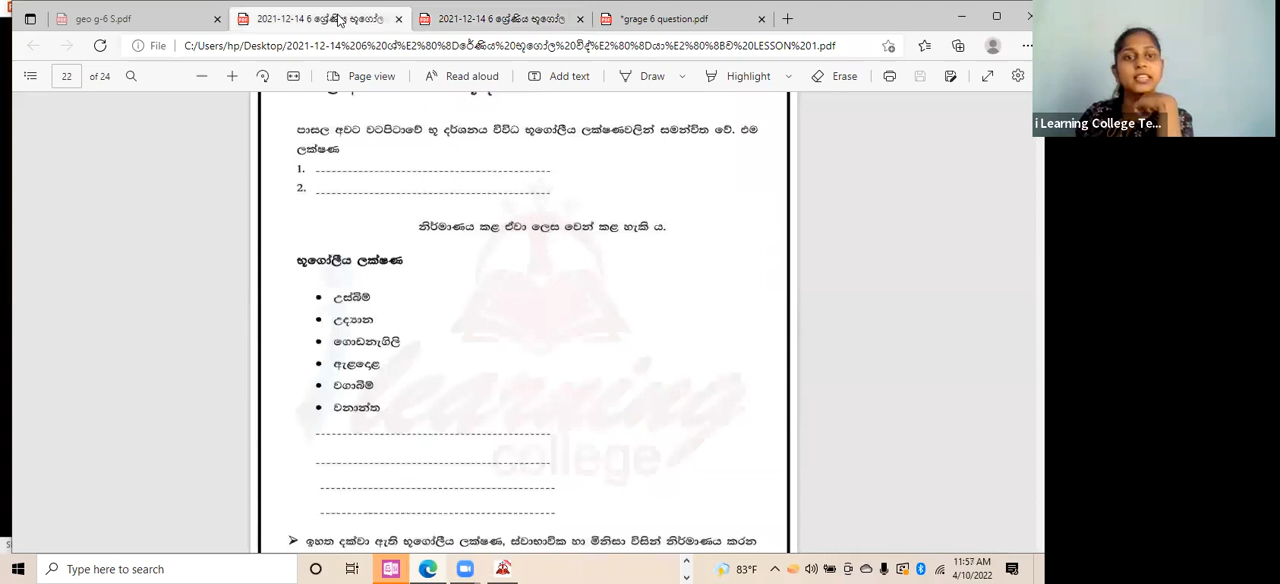 geo g-6 S.pdf
2021-12-14 6 ශ්‍රේණිය භූගෝල
2021-12-14 6 ශ්‍රේණිය භූගෝල
*grage 6 question.pdf
File
C:/Users/hp/Desktop/2021-12-14%206%20ශ්%E2%80%8Dරේණිය%20භූගෝල%20විද්%E2%80%8Dයා%E2%80%8B%20LESSON%201.pdf
22 of 24
Page view
Read aloud
Add text
Draw
Highlight
Erase
i Learning College Te...
පාසල අවට වටපිටාවේ භූ දර්ශනය විවිධ භූගෝලීය ලක්ෂණවලින් සමන්විත වේ. එම
ලක්ෂණ
1.
2.
නිර්මාණය කළ ඒවා ලෙස වෙන් කළ හැකි ය.
භූගෝලීය ලක්ෂණ
• උස්බිම්
• උද්‍යාන
• ගොඩනැගිලි
• ඇළදොළ
• වගාබිම්
• වනාන්ත
iLearning
college
➢ ඉහත දක්වා ඇති භූගෝලීය ලක්ෂණ, ස්වාභාවික හා මිනිසා විසින් නිර්මාණය කරන
Type here to search
83°F
11:57 AM
4/10/2022